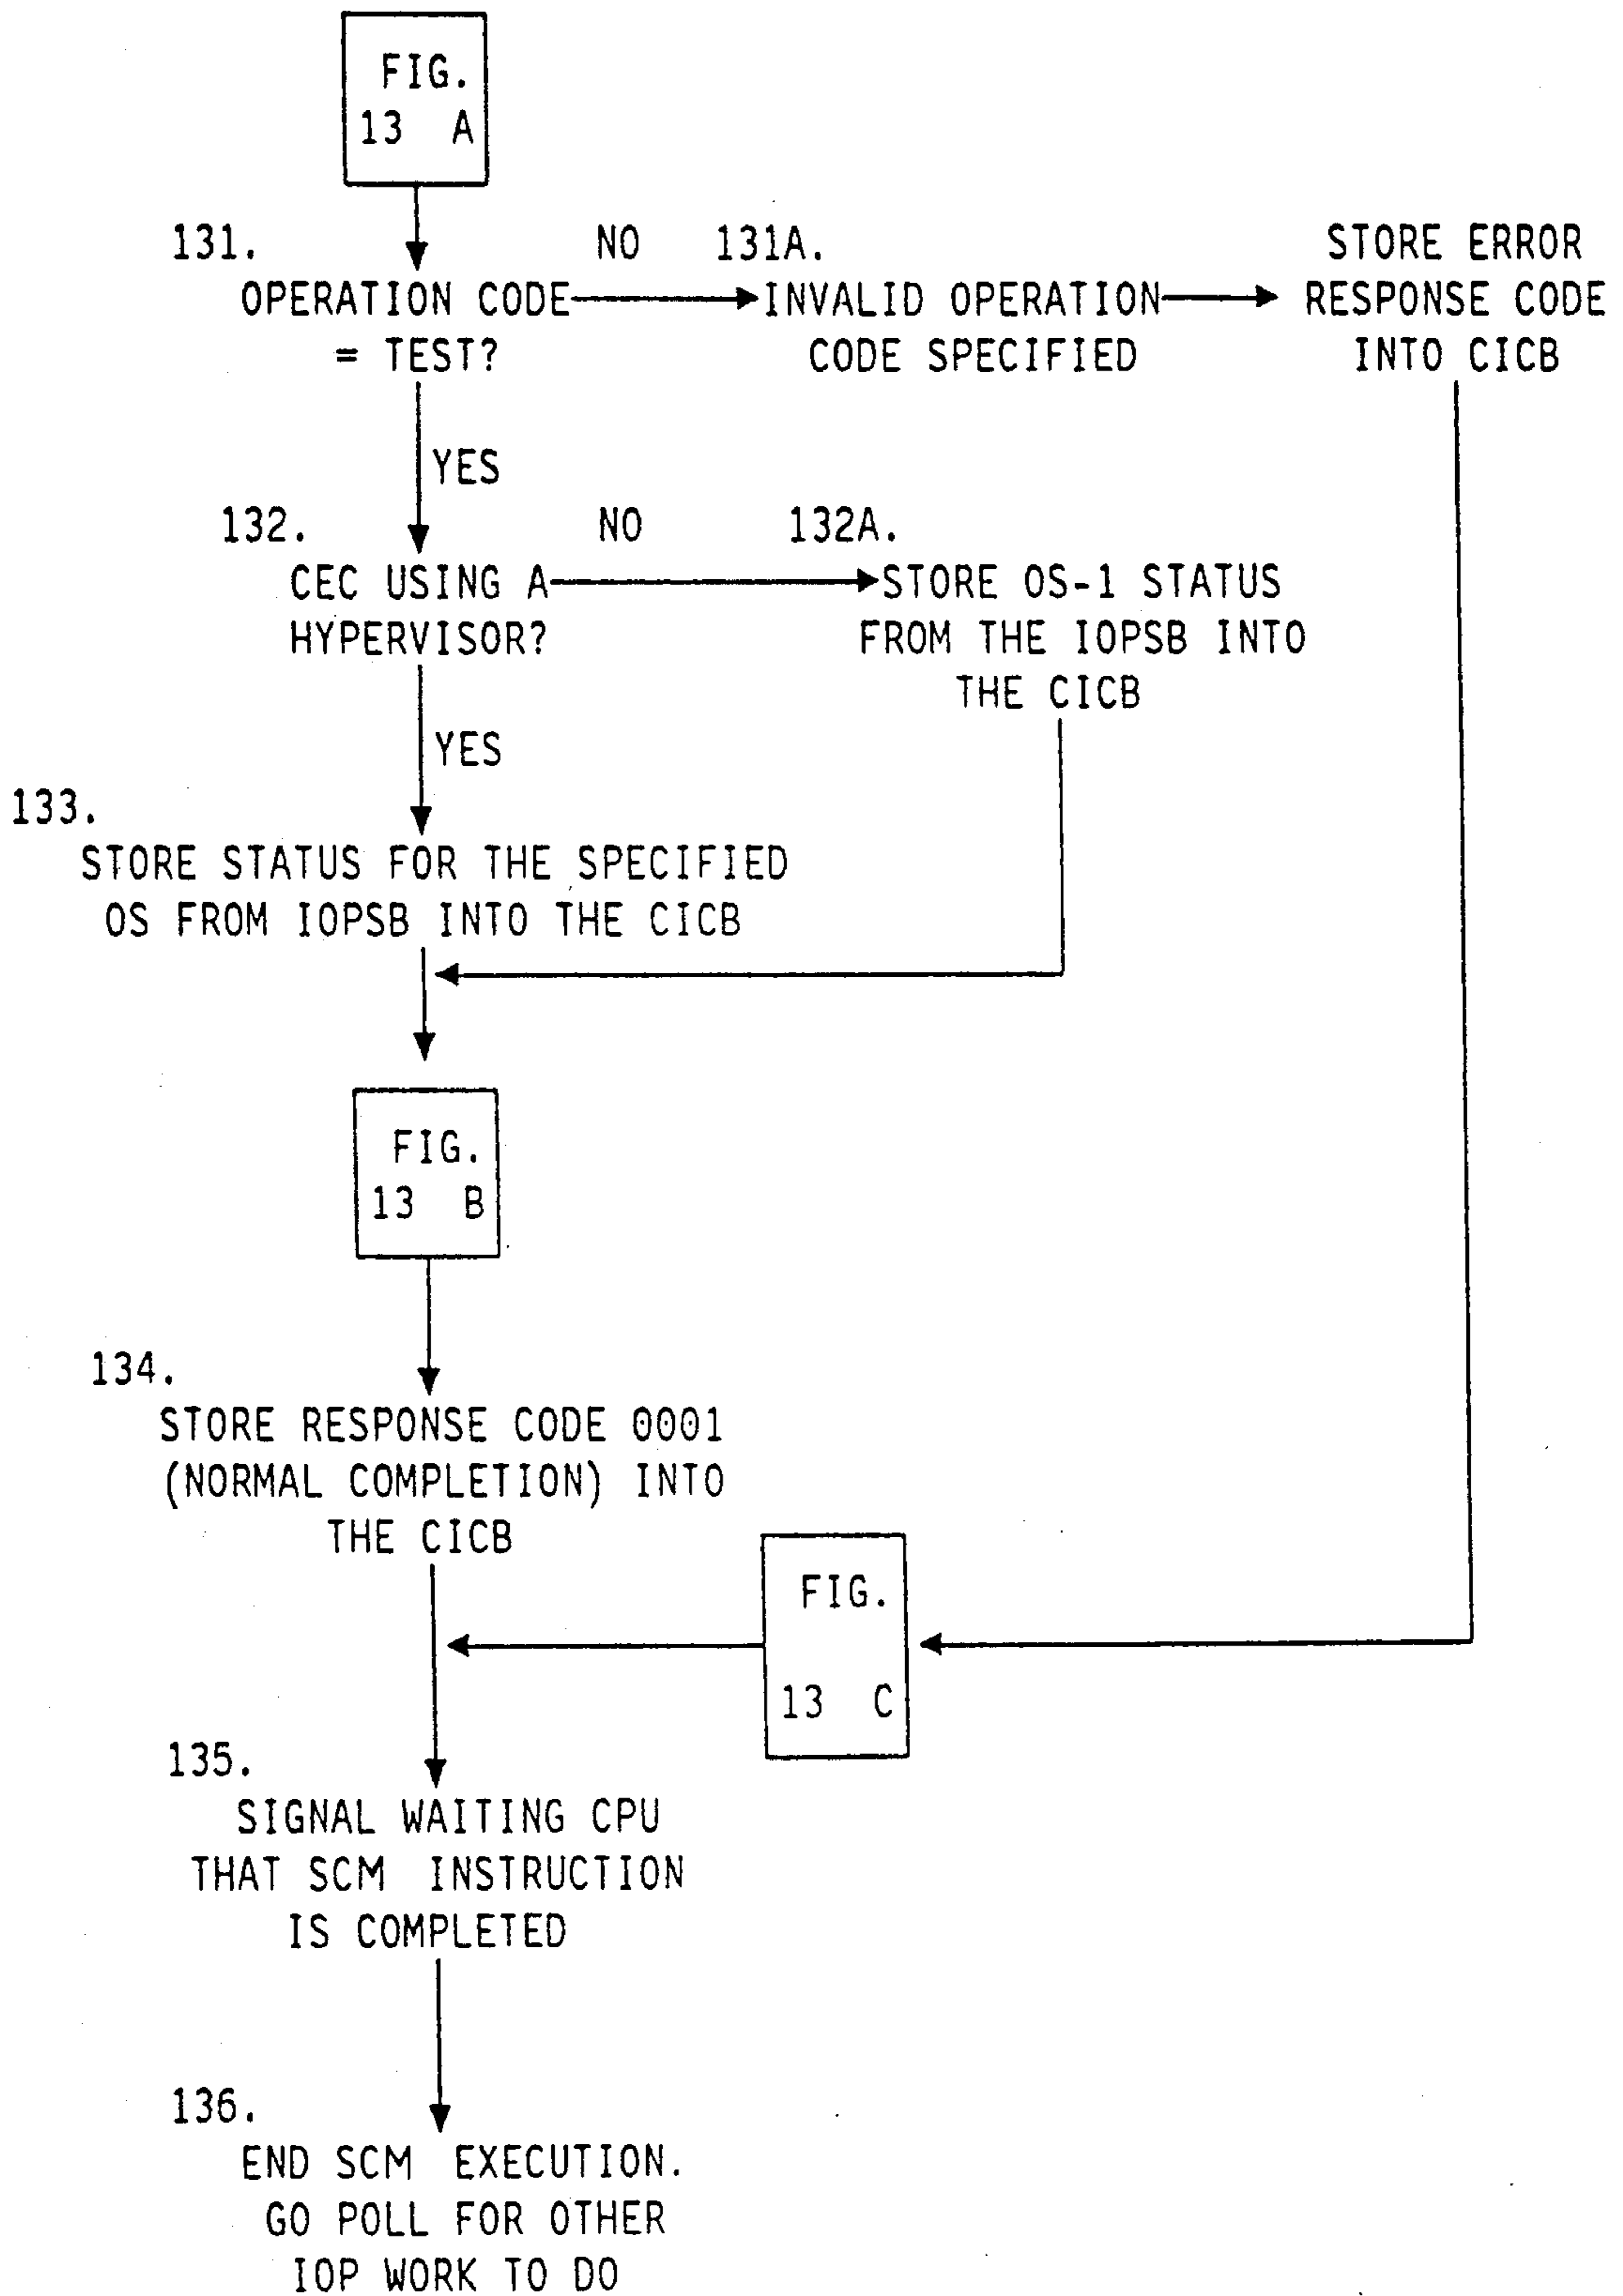 FIG.
13 A
131.
NO
131A.
STORE ERROR
OPERATION CODE
INVALID OPERATION
RESPONSE CODE
= TEST?
CODE SPECIFIED
INTO CICB
YES
132.
NO
132A.
CEC USING A
STORE OS-1 STATUS
HYPERVISOR?
FROM THE IOPSB INTO
THE CICB
YES
133.
STORE STATUS FOR THE SPECIFIED
OS FROM IOPSB INTO THE CICB
FIG.
13 B
134.
STORE RESPONSE CODE 0001
(NORMAL COMPLETION) INTO
THE CICB
FIG.
13 C
135.
SIGNAL WAITING CPU
THAT SCM INSTRUCTION
IS COMPLETED
136.
END SCM EXECUTION.
GO POLL FOR OTHER
IOP WORK TO DO